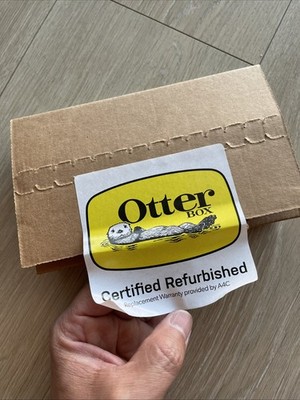 Otter
BOX
Certified Refurbished
Replacement Warranty provided by A4C